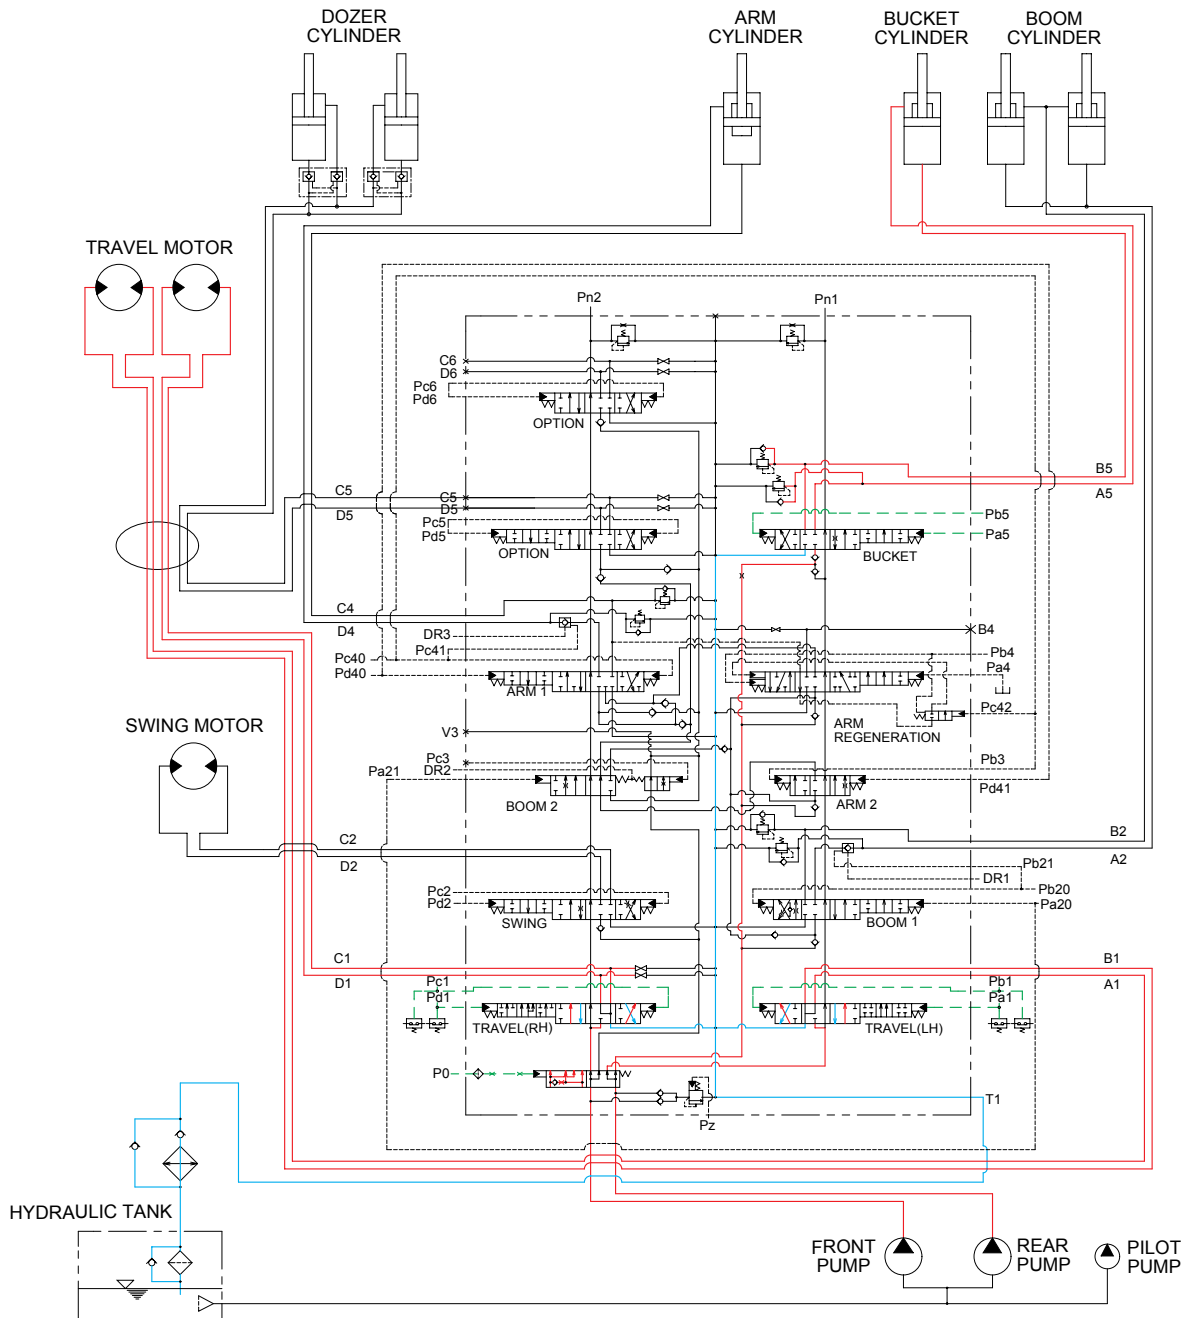 DOZER
CYLINDER
ARM
CYLINDER
BUCKET
CYLINDER
BOOM
CYLINDER
TRAVEL MOTOR
Pn2
Pn1
C6
D6
Pc6
Pd6
OPTION
B5
A5
C5
D5
C5
D5
Pc5
Pd5
OPTION
Pb5
Pa5
BUCKET
C4
D4
DR3
Pc41
Pc40
Pd40
ARM 1
B4
Pb4
Pa4
Pc42
ARM
REGENERATION
SWING MOTOR
V3
Pc3
DR2
Pa21
BOOM 2
Pb3
Pd41
ARM 2
C2
D2
B2
A2
Pb21
DR1
Pc2
Pd2
SWING
Pb20
Pa20
BOOM 1
C1
D1
B1
A1
Pc1
Pd1
TRAVEL(RH)
Pb1
Pa1
TRAVEL(LH)
P0
Pz
T1
HYDRAULIC TANK
FRONT
PUMP
REAR
PUMP
PILOT
PUMP